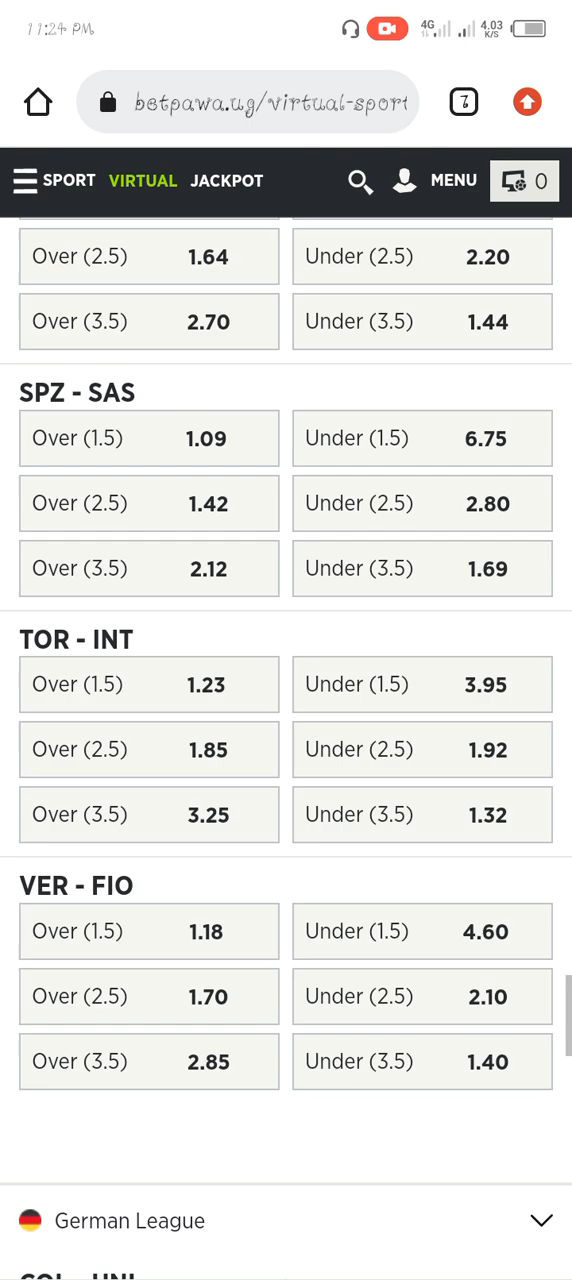 11:24 PM 4G 4.03 K/S
betpawa.ug/virtual-sport 7
SPORT VIRTUAL JACKPOT MENU 0
Over (2.5) 1.64 Under (2.5) 2.20
Over (3.5) 2.70 Under (3.5) 1.44
SPZ - SAS
Over (1.5) 1.09 Under (1.5) 6.75
Over (2.5) 1.42 Under (2.5) 2.80
Over (3.5) 2.12 Under (3.5) 1.69
TOR - INT
Over (1.5) 1.23 Under (1.5) 3.95
Over (2.5) 1.85 Under (2.5) 1.92
Over (3.5) 3.25 Under (3.5) 1.32
VER - FIO
Over (1.5) 1.18 Under (1.5) 4.60
Over (2.5) 1.70 Under (2.5) 2.10
Over (3.5) 2.85 Under (3.5) 1.40
German League